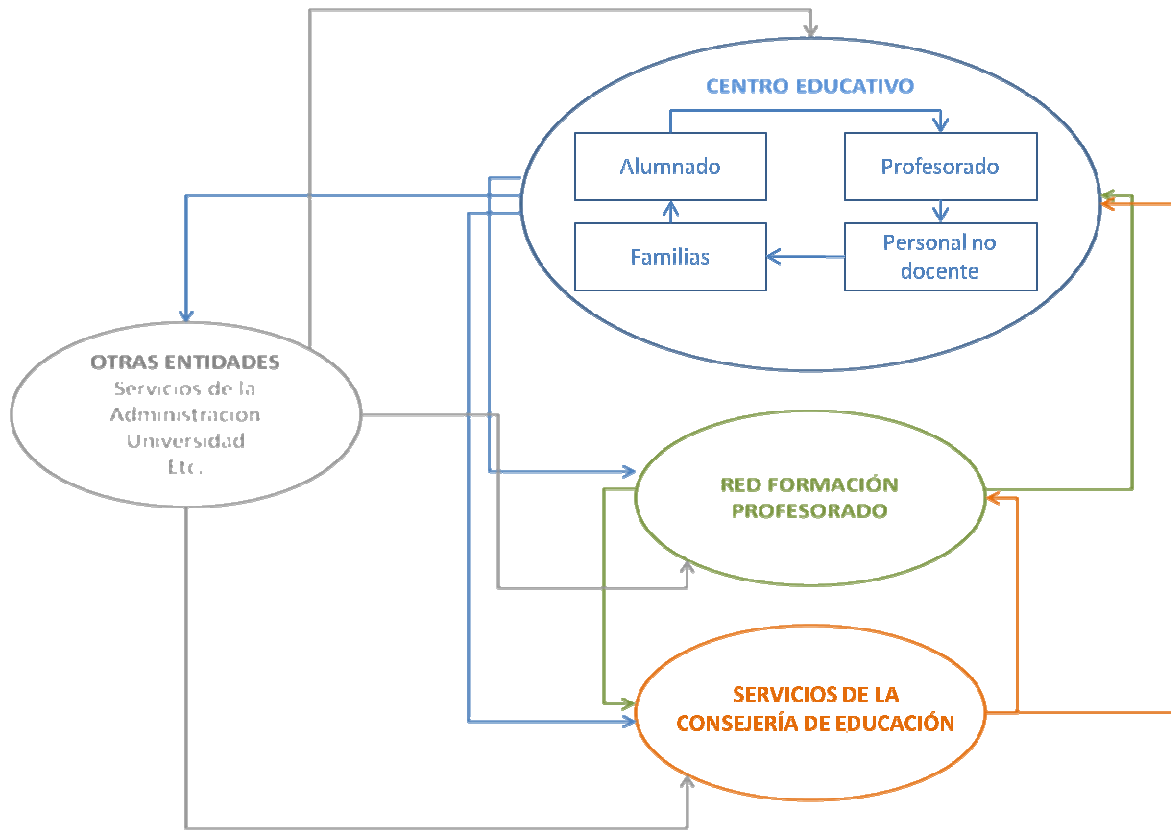 CENTRO EDUCATIVO
Alumnado
Profesorado
Familias
Personal no
docente
OTRAS ENTIDADES
Servicios de la
Administracion
Universidad
Etc.
RED FORMACIÓN
PROFESORADO
SERVICIOS DE LA
CONSEJERÍA DE EDUCACIÓN